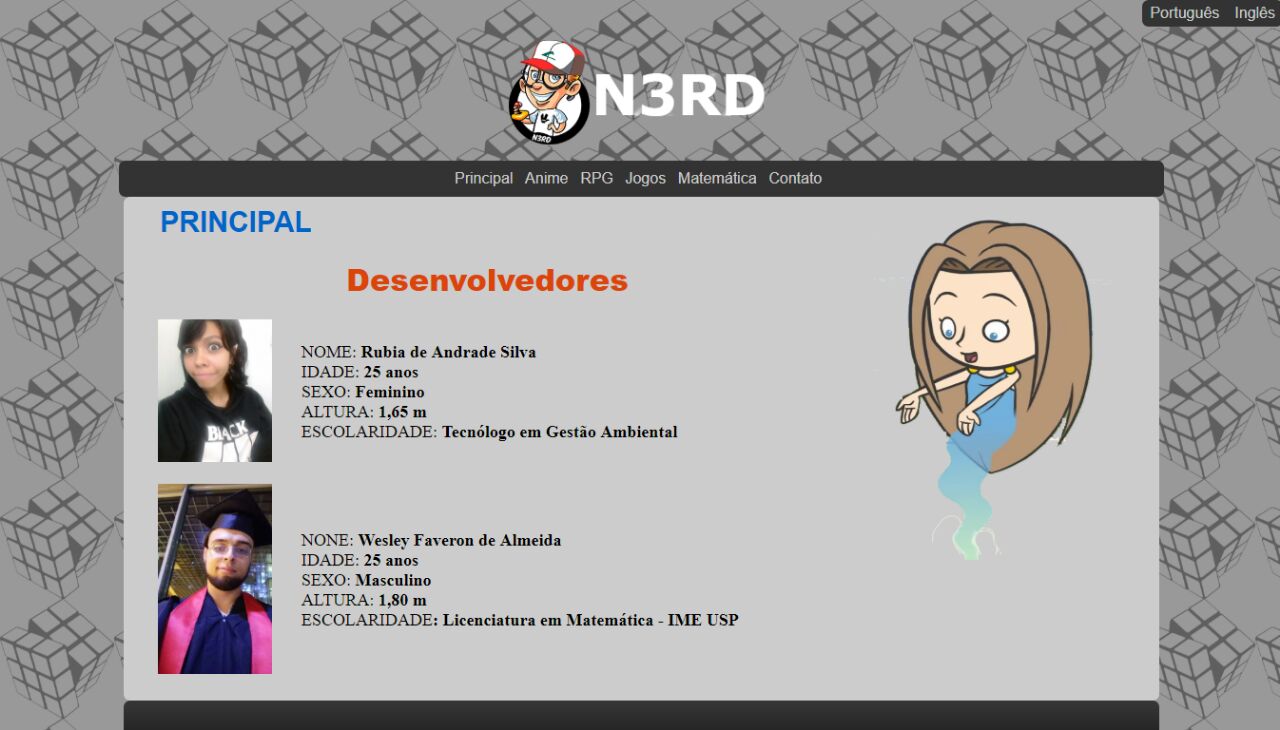 Português Inglês
N3RD
N3RD
Principal Anime RPG Jogos Matemática Contato
PRINCIPAL
Desenvolvedores
NOME: Rubia de Andrade Silva
IDADE: 25 anos
SEXO: Feminino
ALTURA: 1,65 m
ESCOLARIDADE: Tecnólogo em Gestão Ambiental
BLACK
NONE: Wesley Faveron de Almeida
IDADE: 25 anos
SEXO: Masculino
ALTURA: 1,80 m
ESCOLARIDADE: Licenciatura em Matemática - IME USP